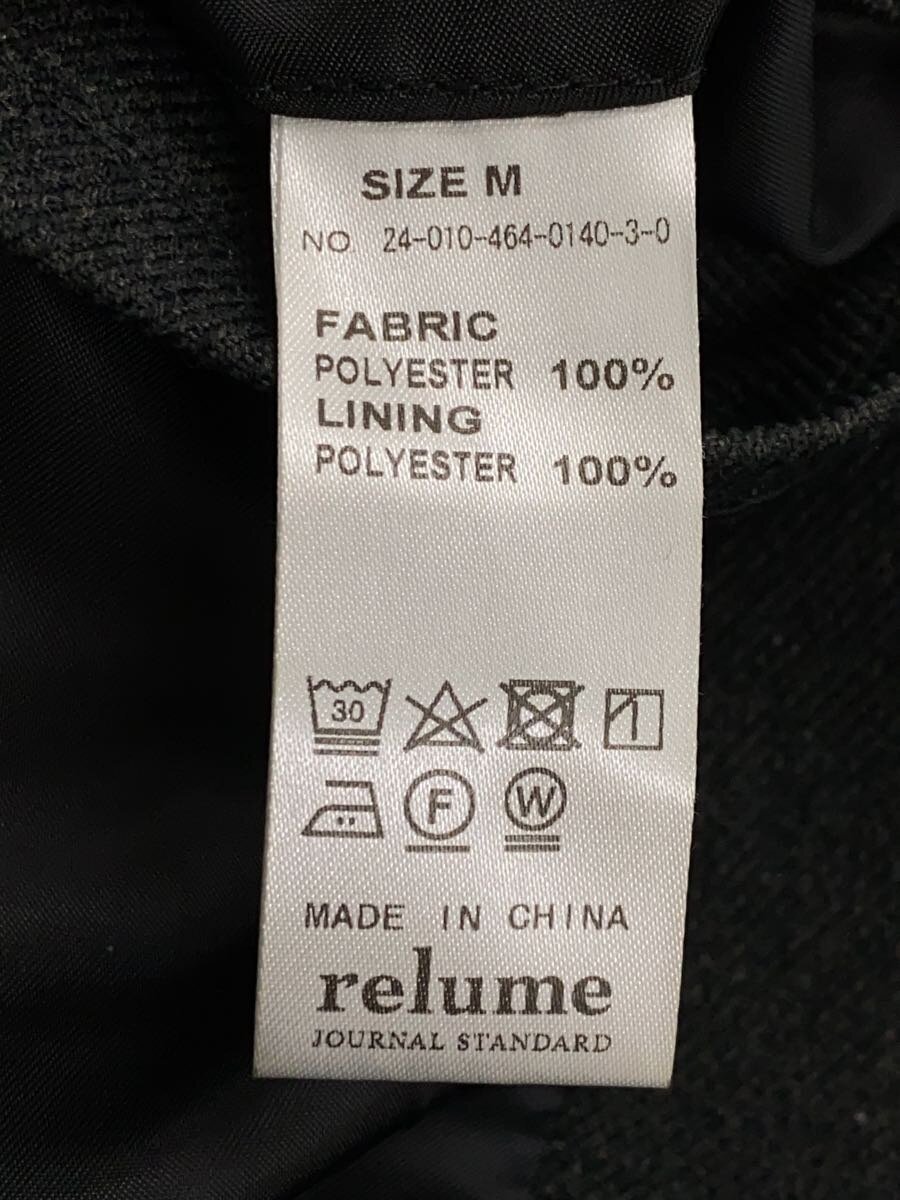 SIZE M
NO. 24-010-464-0140-3-0
FABRIC
POLYESTER 100%
LINING
POLYESTER 100%
30
F W
MADE IN CHINA
relume
JOURNAL STANDARD